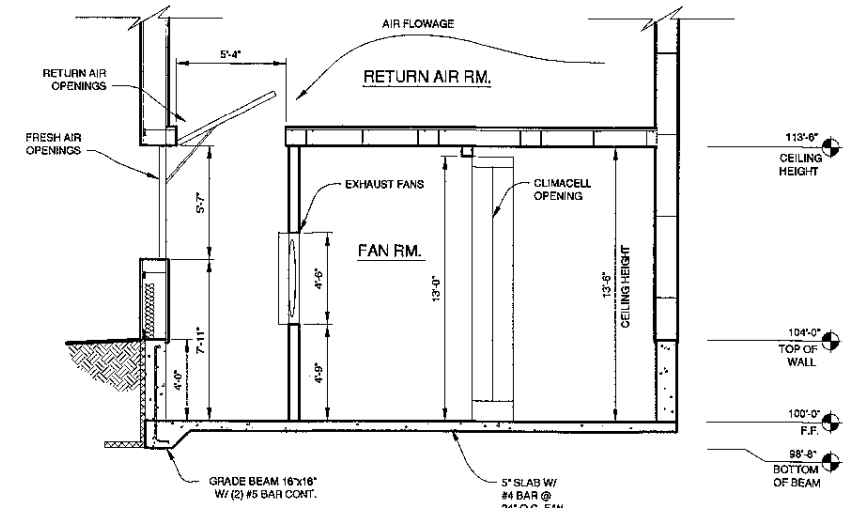 AIR FLOWAGE
5'-4"
RETURN AIR
OPENINGS
RETURN AIR RM.
FRESH AIR
OPENINGS
113'-6"
CEILING
HEIGHT
EXHAUST FANS
CLIMACELL
OPENING
5'-7"
FAN RM.
4'-6"
13'-0"
13'-6"
CEILING HEIGHT
7'-11"
4'-0"
4'-9"
104'-0"
TOP OF
WALL
100'-0"
F.F.
98'-8"
BOTTOM
OF BEAM
GRADE BEAM 16"x16"
W/ (2) #5 BAR CONT.
5" SLAB W/
#4 BAR @
24" O.C. EAN